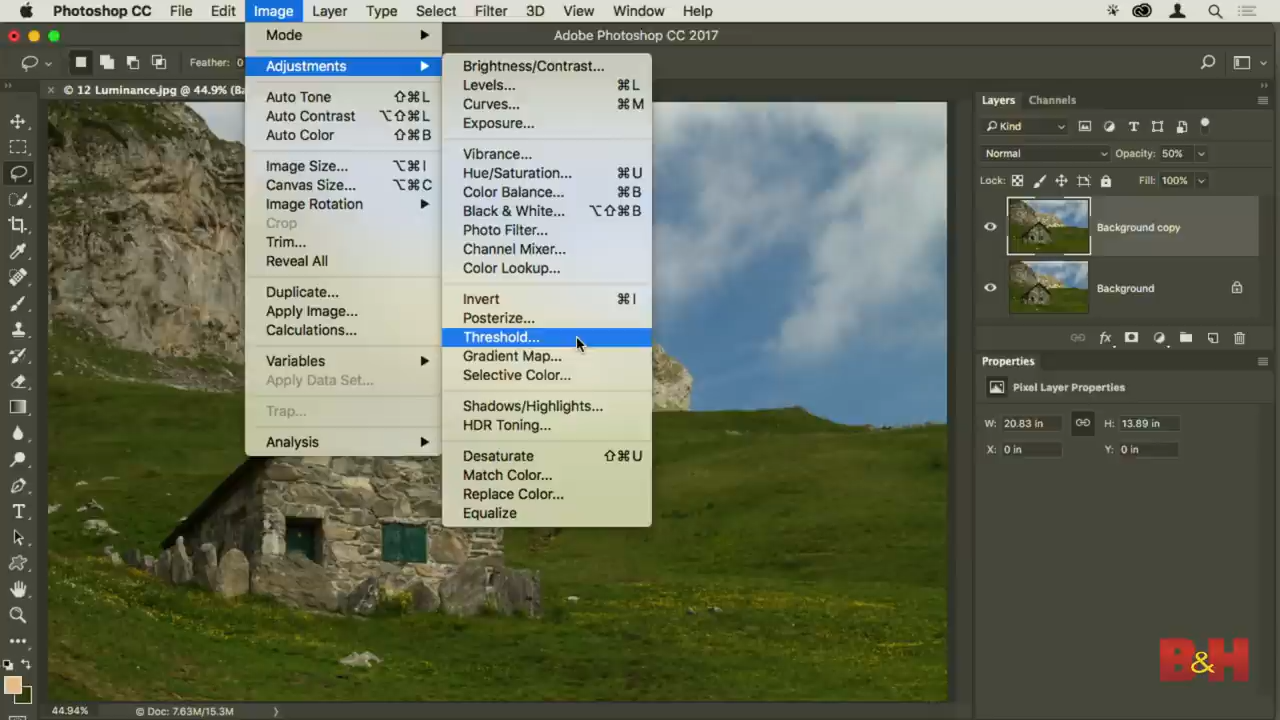 Photoshop CC File Edit Image Layer Type Select Filter 3D View Window Help
Adobe Photoshop CC 2017
Feather: 0
© 12 Luminance.jpg @ 44.9% (Ba
Mode
Adjustments
Auto Tone ⇧⌘L
Auto Contrast ⌥⇧⌘L
Auto Color ⇧⌘B
Image Size... ⌥⌘I
Canvas Size... ⌥⌘C
Image Rotation
Crop
Trim...
Reveal All
Duplicate...
Apply Image...
Calculations...
Variables
Apply Data Set...
Trap...
Analysis
Brightness/Contrast...
Levels... ⌘L
Curves... ⌘M
Exposure...
Vibrance...
Hue/Saturation... ⌘U
Color Balance... ⌘B
Black & White... ⌥⇧⌘B
Photo Filter...
Channel Mixer...
Color Lookup...
Invert ⌘I
Posterize...
Threshold...
Gradient Map...
Selective Color...
Shadows/Highlights...
HDR Toning...
Desaturate ⇧⌘U
Match Color...
Replace Color...
Equalize
Layers Channels
Kind
Normal Opacity: 50%
Lock: Fill: 100%
Background copy
Background
fx
Properties
Pixel Layer Properties
W: 20.83 in H: 13.89 in
X: 0 in Y: 0 in
B&H
44.94% © Doc: 7.63M/15.3M